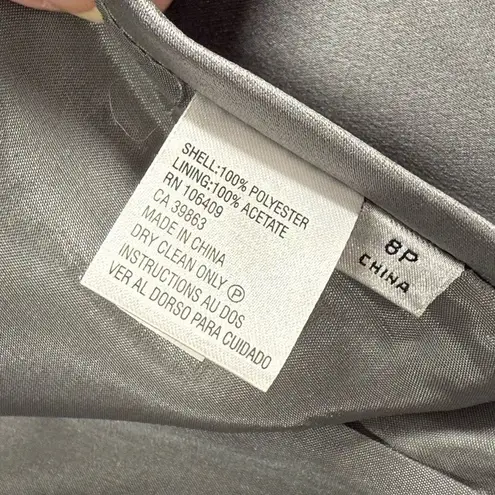 SHELL:100% POLYESTER
LINING:100% ACETATE
RN 106409
CA 39863
MADE IN CHINA
DRY CLEAN ONLY Ⓟ
INSTRUCTIONS AU DOS
VER AL DORSO PARA CUIDADO
8P
CHINA